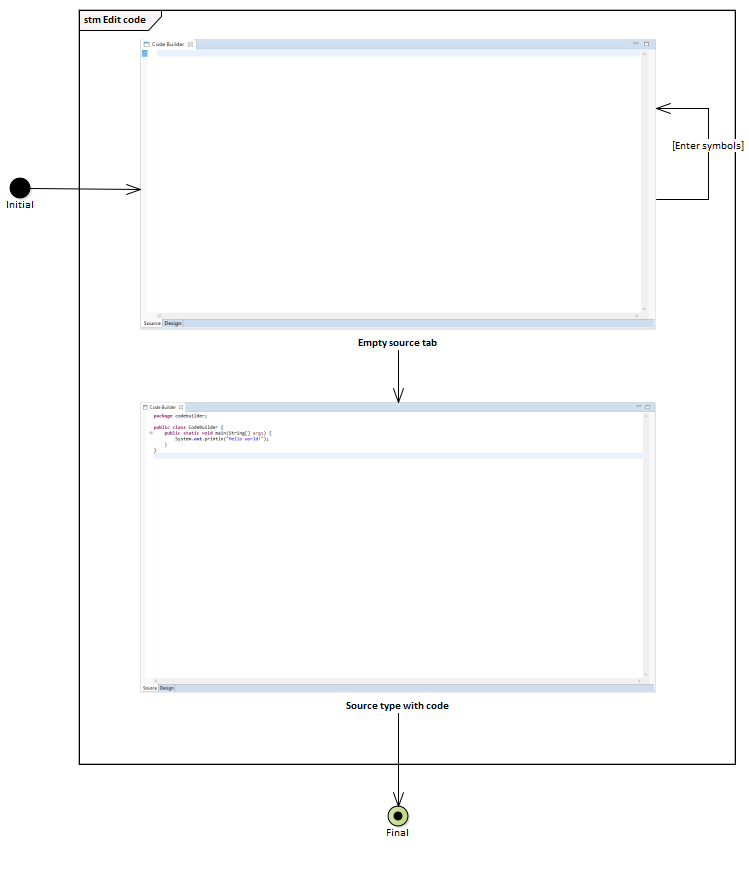 stm Edit code
Code Builder
[Enter symbols]
Initial
Source Design
Empty source tab
Code Builder
package codebuilder;
public class CodeBuilder {
public static void main(String[] args) {
System.out.println("Hello world!");
}
}
Source Design
Source type with code
Final